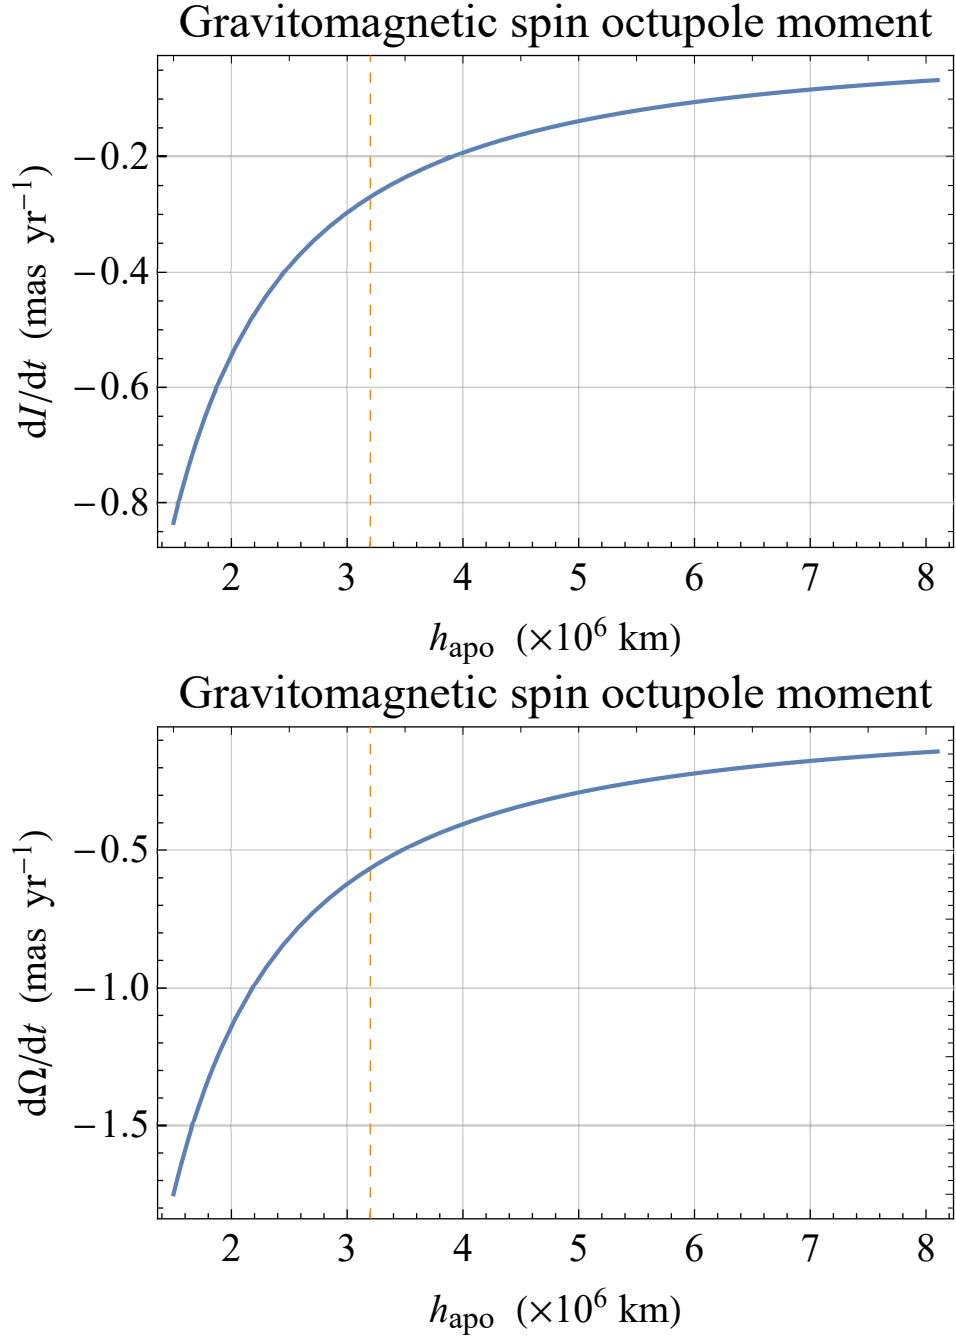 Gravitomagnetic spin octupole moment
dI/dt (mas yr⁻¹)
−0.2
−0.4
−0.6
−0.8
2 3 4 5 6 7 8
h_apo (×10⁶ km)
Gravitomagnetic spin octupole moment
dΩ/dt (mas yr⁻¹)
−0.5
−1.0
−1.5
2 3 4 5 6 7 8
h_apo (×10⁶ km)